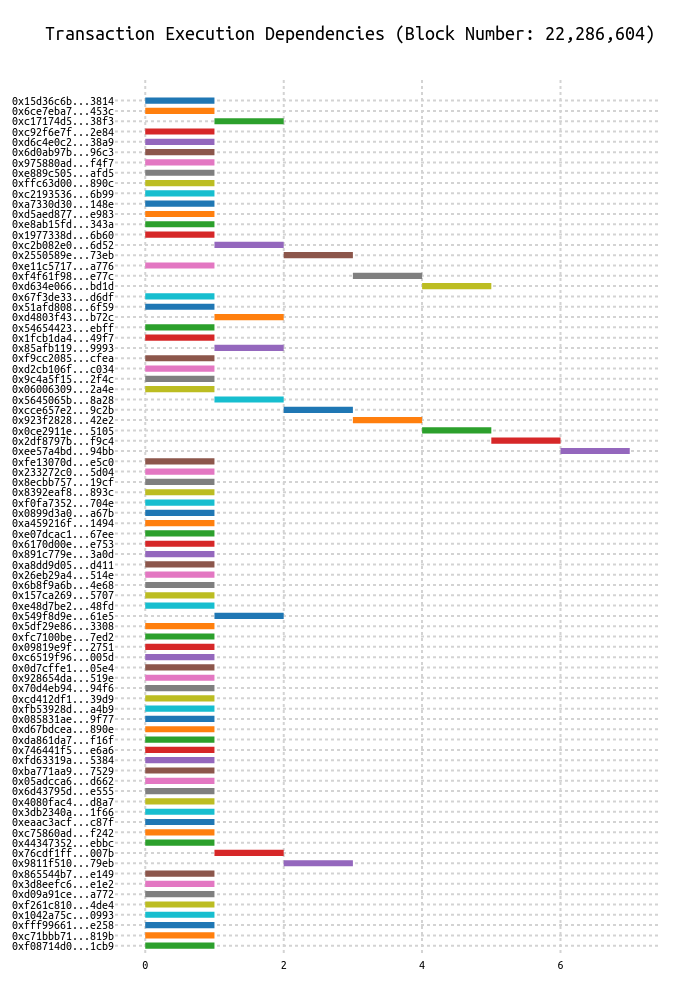 Transaction Execution Dependencies (Block Number: 22,286,604)
0x15d36c6b...3814
0x6ce7eba7...453c
0xc17174d5...38f3
0xc92f6e7f...2e84
0xd6c4e0c2...38a9
0x6d0ab97b...96c3
0x975880ad...f4f7
0xe889c505...afd5
0xffc63d00...890c
0xc2193536...6b99
0xa7330d30...148e
0xd5aed877...e983
0xe8ab15fd...343a
0x1977338d...6b60
0xc2b082e0...6d52
0x2550589e...73eb
0xe11c5717...a776
0xf4f61f98...e77c
0xd634e066...bd1d
0x67f3de33...d6df
0x51afd808...6f59
0xd4803f43...b72c
0x54654423...ebff
0x1fcb1da4...49f7
0x85afb119...9993
0xf9cc2085...cfea
0xd2cb106f...c034
0x9c4a5f15...2f4c
0x06006309...2a4e
0x5645065b...8a28
0xcce657e2...9c2b
0x923f2828...42e2
0x0ce2911e...5105
0x2df8797b...f9c4
0xee57a4bd...94bb
0xfe13070d...e5c0
0x233272c0...5d04
0x8ecbb757...19cf
0x8392eaf8...893c
0xf0fa7352...704e
0x0899d3a0...a67b
0xa459216f...1494
0xe07dcac1...67ee
0x6170d00e...e753
0x891c779e...3a0d
0xa8dd9d05...d411
0x26eb29a4...514e
0x6b8f9a6b...4e68
0x157ca269...5707
0xe48d7be2...48fd
0x549f8d9e...61e5
0x5df29e86...3308
0xfc7100be...7ed2
0x09819e9f...2751
0xc6519f96...005d
0x0d7cffe1...05e4
0x928654da...519e
0x70d4eb94...94f6
0xcd412df1...39d9
0xfb53928d...a4b9
0x085831ae...9f77
0xd67bdcea...890e
0xda861da7...f16f
0x746441f5...e6a6
0xfd63319a...5384
0xba771aa9...7529
0x05adcca6...d662
0x6d43795d...e555
0x4080fac4...d8a7
0x3db2340a...1f66
0xeaac3acf...c87f
0xc75860ad...f242
0x44347352...ebbc
0x76cdf1ff...007b
0x9811f510...79eb
0x865544b7...e149
0x3d8eefc6...e1e2
0xd09a91ce...a772
0xf261c810...4de4
0x1042a75c...0993
0xfff99661...e258
0xc71bbb71...819b
0xf08714d0...1cb9
0 2 4 6